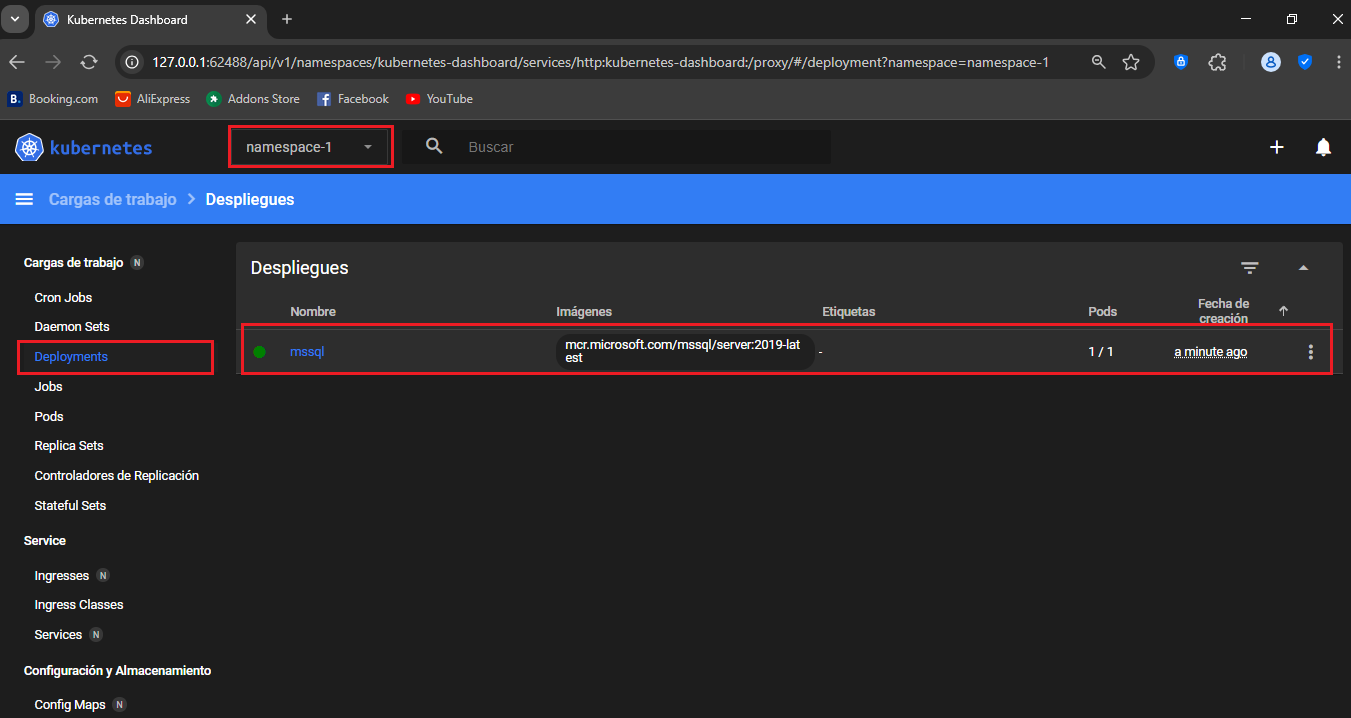 Kubernetes Dashboard
127.0.0.1:62488/api/v1/namespaces/kubernetes-dashboard/services/http:kubernetes-dashboard:/proxy/#/deployment?namespace=namespace-1
B. Booking.com AliExpress Addons Store Facebook YouTube
kubernetes namespace-1 Buscar
Cargas de trabajo > Despliegues
Cargas de trabajo N
Cron Jobs
Daemon Sets
Deployments
Jobs
Pods
Replica Sets
Controladores de Replicación
Stateful Sets
Service
Ingresses N
Ingress Classes
Services N
Configuración y Almacenamiento
Config Maps N
Despliegues
Nombre Imágenes Etiquetas Pods Fecha de
creación
mssql mcr.microsoft.com/mssql/server:2019-lat
est - 1 / 1 a minute ago